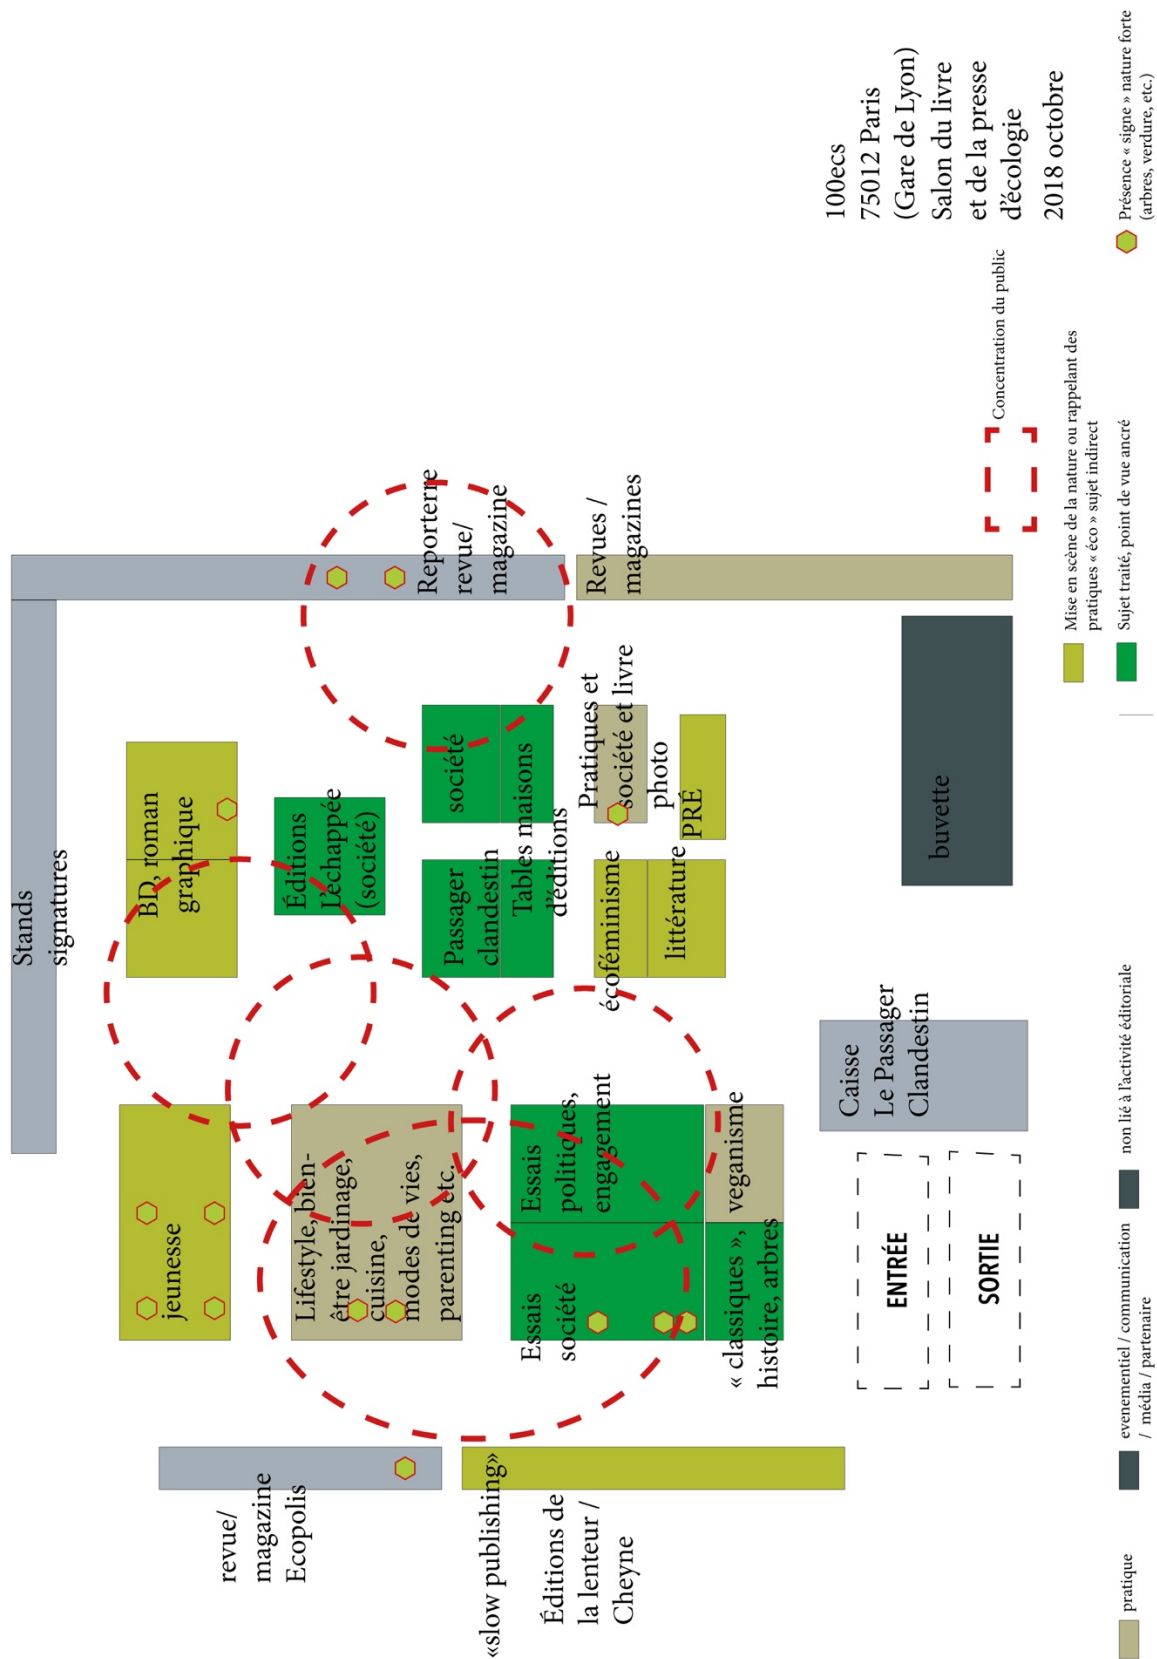 Stands
signatures
100ecs
75012 Paris
(Gare de Lyon)
Salon du livre
et de la presse
d'écologie
2018 octobre
jeunesse
BD, roman
graphique
revue/
magazine
Ecopolis
Lifestyle, bien-
être jardinage,
cuisine,
modes de vies,
parenting etc.
Éditions
L'échappée
(société)
Reporterre
revue/
magazine
Passager
clandestin
société
Tables maisons
d'éditions
«slow publishing»
Éditions de
la lenteur /
Cheyne
Essais
société
Essais
politiques,
engagement
écoféminisme
littérature
Pratiques et
société et livre
photo
PRÉ
Revues /
magazines
« classiques »,
histoire, arbres
veganisme
Caisse
Le Passager
Clandestin
buvette
ENTRÉE
SORTIE
Concentration du public
Mise en scène de la nature ou rappelant des
pratiques « éco » sujet indirect
pratique
evenementiel / communication
/ média / partenaire
non lié à l'activité éditoriale
Sujet traité, point de vue ancré
Présence « signe » nature forte
(arbres, verdure, etc.)